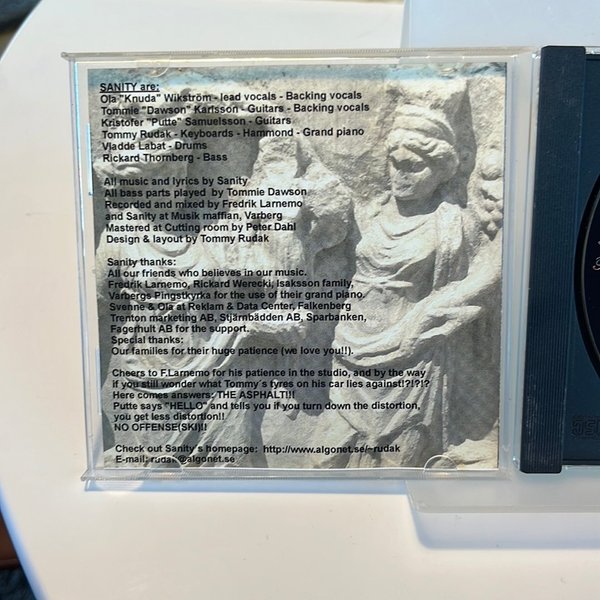 SANITY are:
Ola "Knuda" Wikström - lead vocals - Backing vocals
Tommie "Dawson" Karlsson - Guitars - Backing vocals
Kristofer "Putte" Samuelsson - Guitars
Tommy Rudak - Keyboards - Hammond - Grand piano
Vladde Labat - Drums
Rickard Thornberg - Bass
All music and lyrics by Sanity
All bass parts played by Tommie Dawson
Recorded and mixed by Fredrik Larnemo
and Sanity at Musik maffian, Varberg
Mastered at Cutting room by Peter Dahl
Design & layout by Tommy Rudak
Sanity thanks:
All our friends who believes in our music.
Fredrik Larnemo, Rickard Werecki, Isaksson family,
Varbergs Pingstkyrka for the use of their grand piano.
Svenne & Ola at Reklam & Data Center, Falkenberg
Trenton marketing AB, Stjärnbädden AB, Sparbanken,
Fagerhult AB for the support.
Special thanks:
Our families for their huge patience (we love you!!).
Cheers to F.Larnemo for his patience in the studio, and by the way
if you still wonder what Tommy´s tyres on his car lies against!?!?!?
Here comes answers: THE ASPHALT!!!
Putte says "HELLO" and tells you if you turn down the distortion,
you get less distortion!!
NO OFFENSE(SKI)!!
Check out Sanity´s homepage: http://www.algonet.se/~rudak
E-mail: rudak@algonet.se